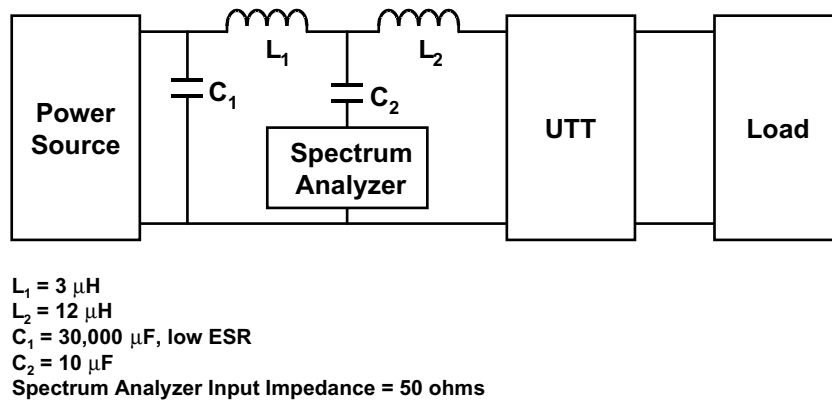 L₁
L₂
C₁
C₂
Power
Source
Spectrum
Analyzer
UTT
Load
L₁ = 3 μH
L₂ = 12 μH
C₁ = 30,000 μF, low ESR
C₂ = 10 μF
Spectrum Analyzer Input Impedance = 50 ohms